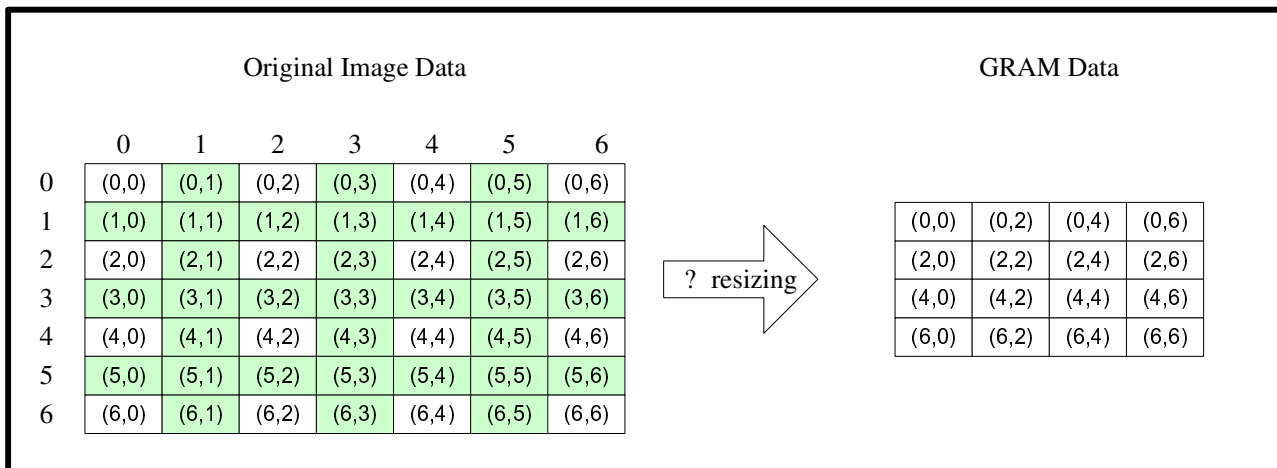 Original Image Data
GRAM Data
0 1 2 3 4 5 6
0 (0,0) (0,1) (0,2) (0,3) (0,4) (0,5) (0,6)
1 (1,0) (1,1) (1,2) (1,3) (1,4) (1,5) (1,6)
2 (2,0) (2,1) (2,2) (2,3) (2,4) (2,5) (2,6)
3 (3,0) (3,1) (3,2) (3,3) (3,4) (3,5) (3,6)
4 (4,0) (4,1) (4,2) (4,3) (4,4) (4,5) (4,6)
5 (5,0) (5,1) (5,2) (5,3) (5,4) (5,5) (5,6)
6 (6,0) (6,1) (6,2) (6,3) (6,4) (6,5) (6,6)
? resizing
(0,0) (0,2) (0,4) (0,6)
(2,0) (2,2) (2,4) (2,6)
(4,0) (4,2) (4,4) (4,6)
(6,0) (6,2) (6,4) (6,6)